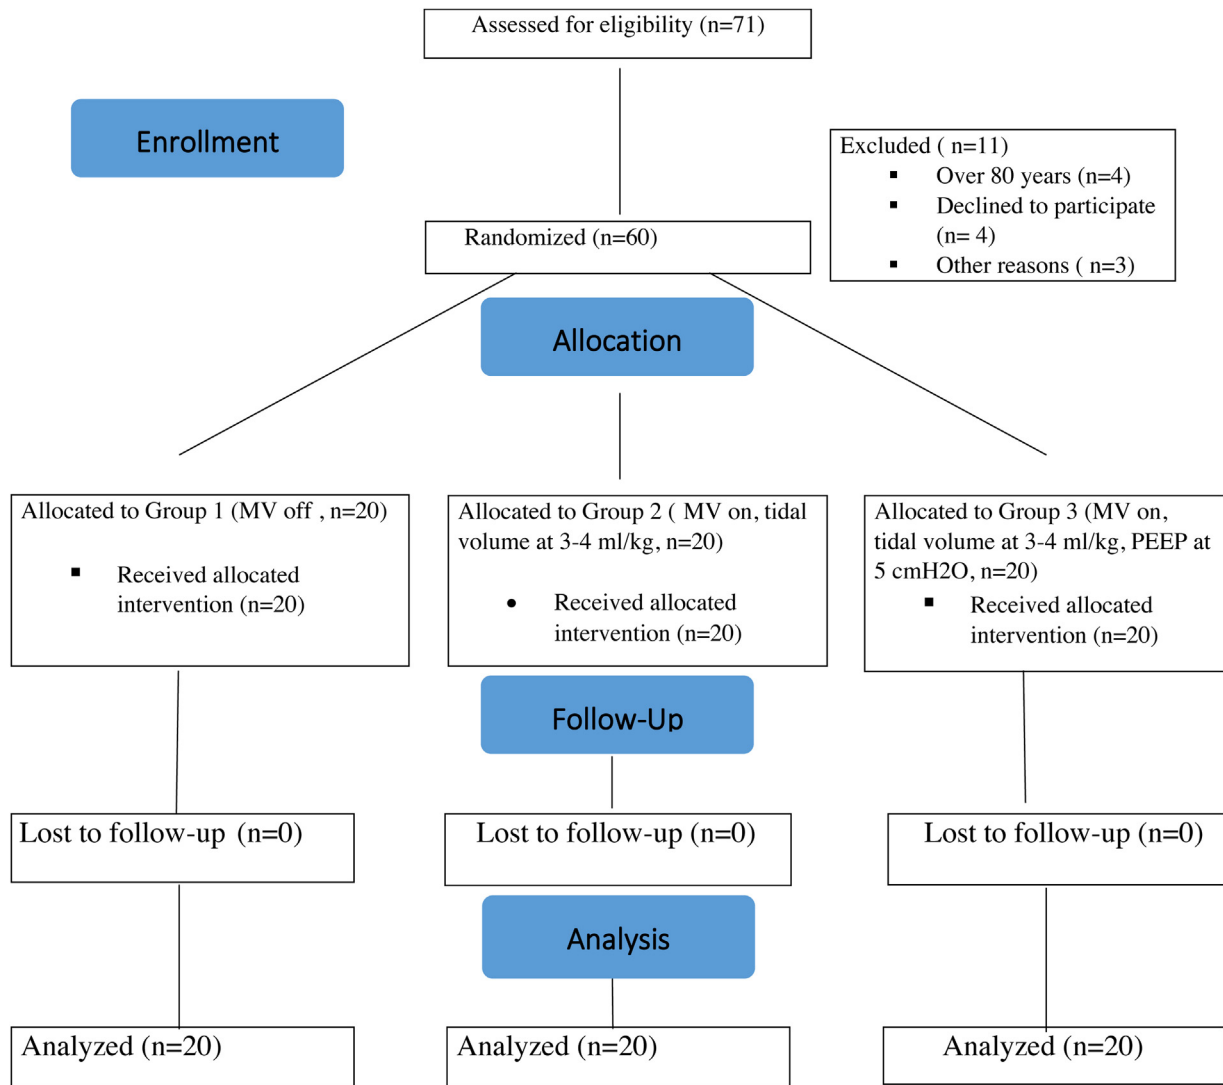 Assessed for eligibility (n=71)
Enrollment
Excluded ( n=11)
▪ Over 80 years (n=4)
▪ Declined to participate
(n= 4)
▪ Other reasons ( n=3)
Randomized (n=60)
Allocation
Allocated to Group 1 (MV off , n=20)
▪ Received allocated
intervention (n=20)
Allocated to Group 2 ( MV on, tidal
volume at 3-4 ml/kg, n=20)
• Received allocated
intervention (n=20)
Allocated to Group 3 (MV on,
tidal volume at 3-4 ml/kg, PEEP at
5 cmH2O, n=20)
▪ Received allocated
intervention (n=20)
Follow-Up
Lost to follow-up (n=0)
Lost to follow-up (n=0)
Lost to follow-up (n=0)
Analysis
Analyzed (n=20)
Analyzed (n=20)
Analyzed (n=20)